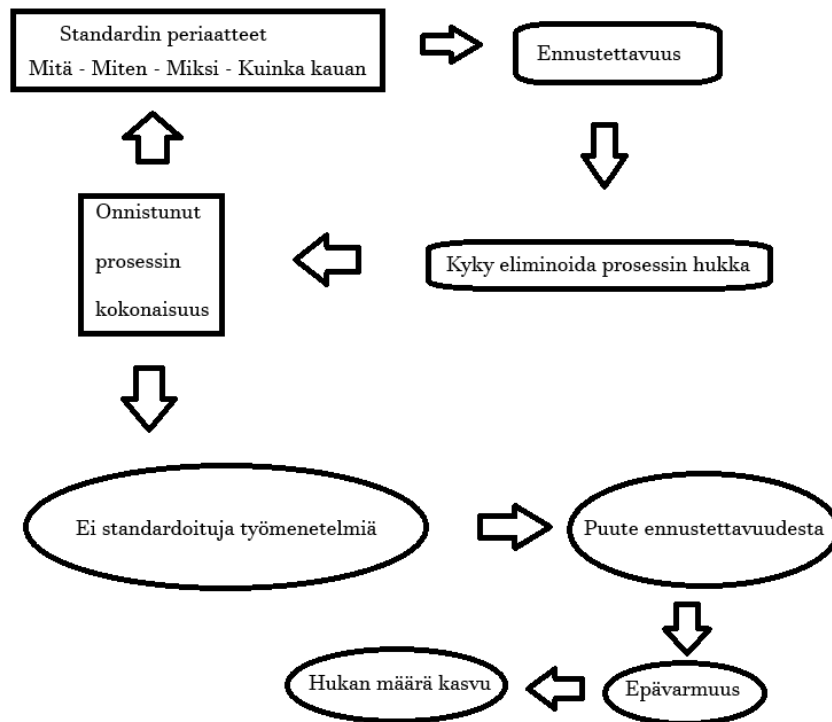 Standardin periaatteet
Mitä - Miten - Miksi - Kuinka kauan
Ennustettavuus
Kyky eliminoida prosessin hukka
Onnistunut
prosessin
kokonaisuus
Ei standardoituja työmenetelmiä
Puute ennustettavuudesta
Epävarmuus
Hukan määrä kasvu